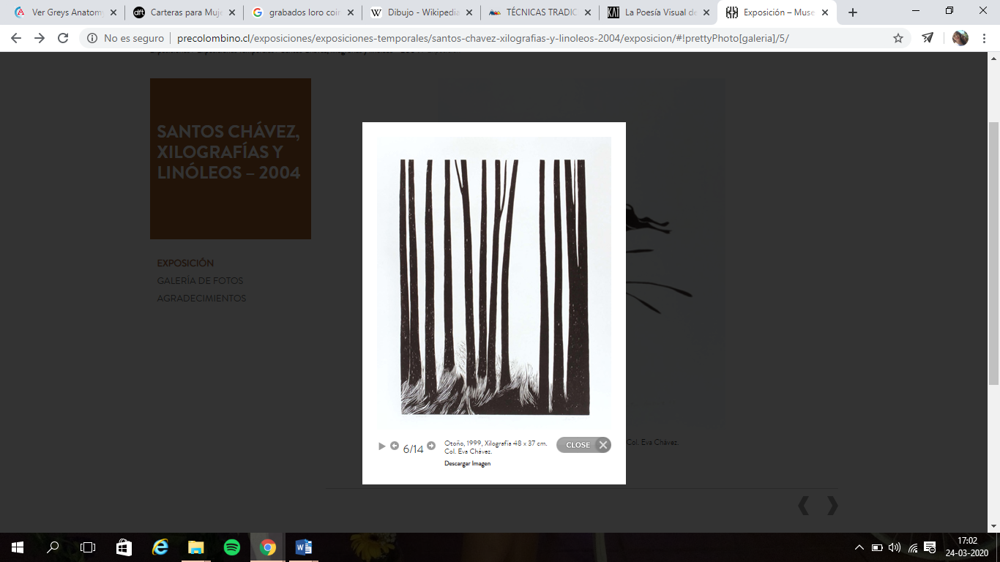 Ver Greys Anatomy
Carteras para Muje
grabados loro coi
Dibujo - Wikipedia
TÉCNICAS TRADIC
La Poesía Visual de
Exposición – Muse
No es seguro
precolombino.cl/exposiciones/exposiciones-temporales/santos-chavez-xilografias-y-linoleos-2004/exposicion/#!prettyPhoto[galeria]/5/
SANTOS CHÁVEZ,
XILOGRAFÍAS Y
LINÓLEOS – 2004
EXPOSICIÓN
GALERÍA DE FOTOS
AGRADECIMIENTOS
6/14
Otoño, 1999, Xilografía 48 x 37 cm.
Col. Eva Chávez.
Descargar Imagen
CLOSE
Col. Eva Chávez.
17:02
24-03-2020